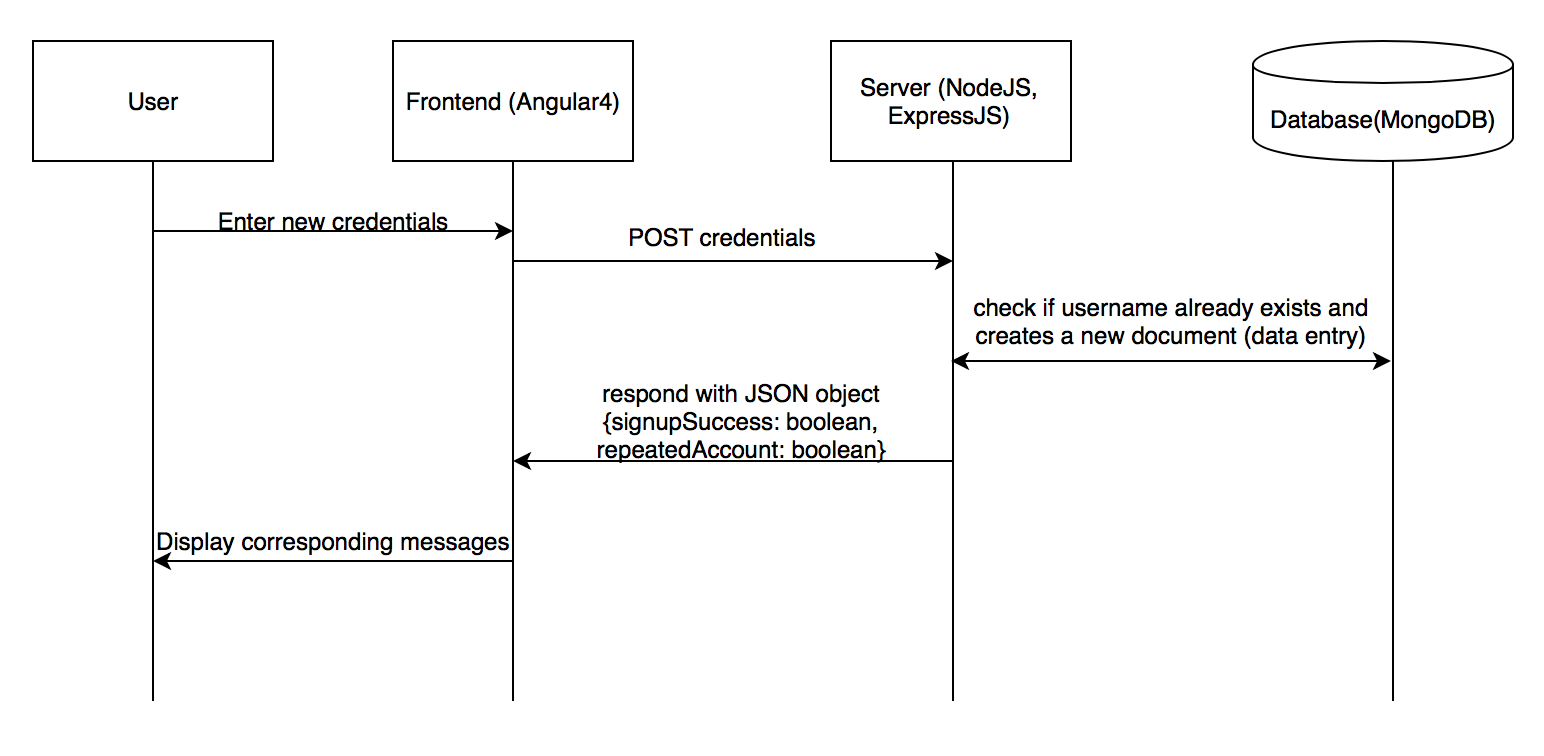 User
Frontend (Angular4)
Server (NodeJS,
ExpressJS)
Database(MongoDB)
Enter new credentials
POST credentials
check if username already exists and
creates a new document (data entry)
respond with JSON object
{signupSuccess: boolean,
repeatedAccount: boolean}
Display corresponding messages